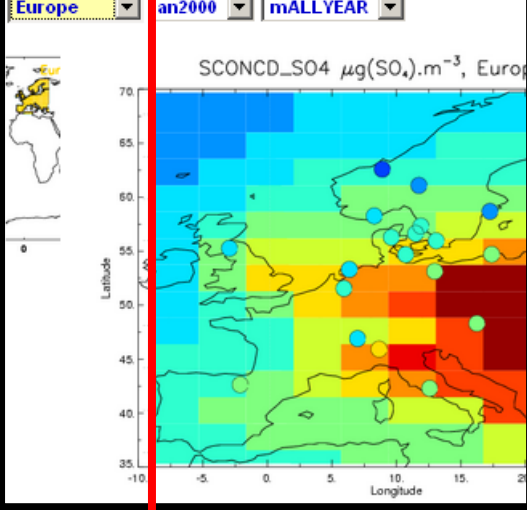 Europe an2000 mALLYEAR
SCONCD_SO4 μg(SO₄).m⁻³, Europ
70.
65.
60.
55.
50.
45.
40.
35.
-10. -5. 0. 5. 10. 15. 20
Latitude
Longitude
0